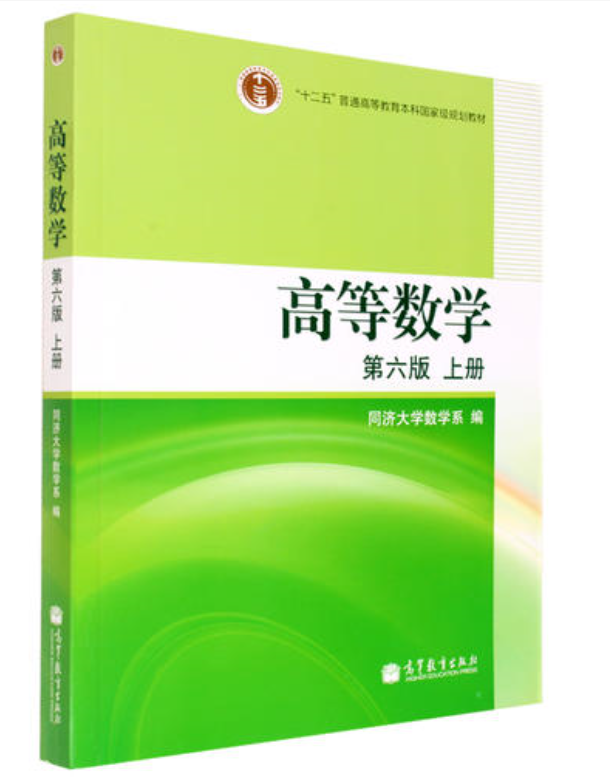 十二五
"十二五"普通高等教育本科国家级规划教材
高等数学
第六版 上册
同济大学数学系 编
高等教育出版社
HIGHER EDUCATION PRESS
高等数学
第六版 上册
同济大学数学系 编
高等教育出版社